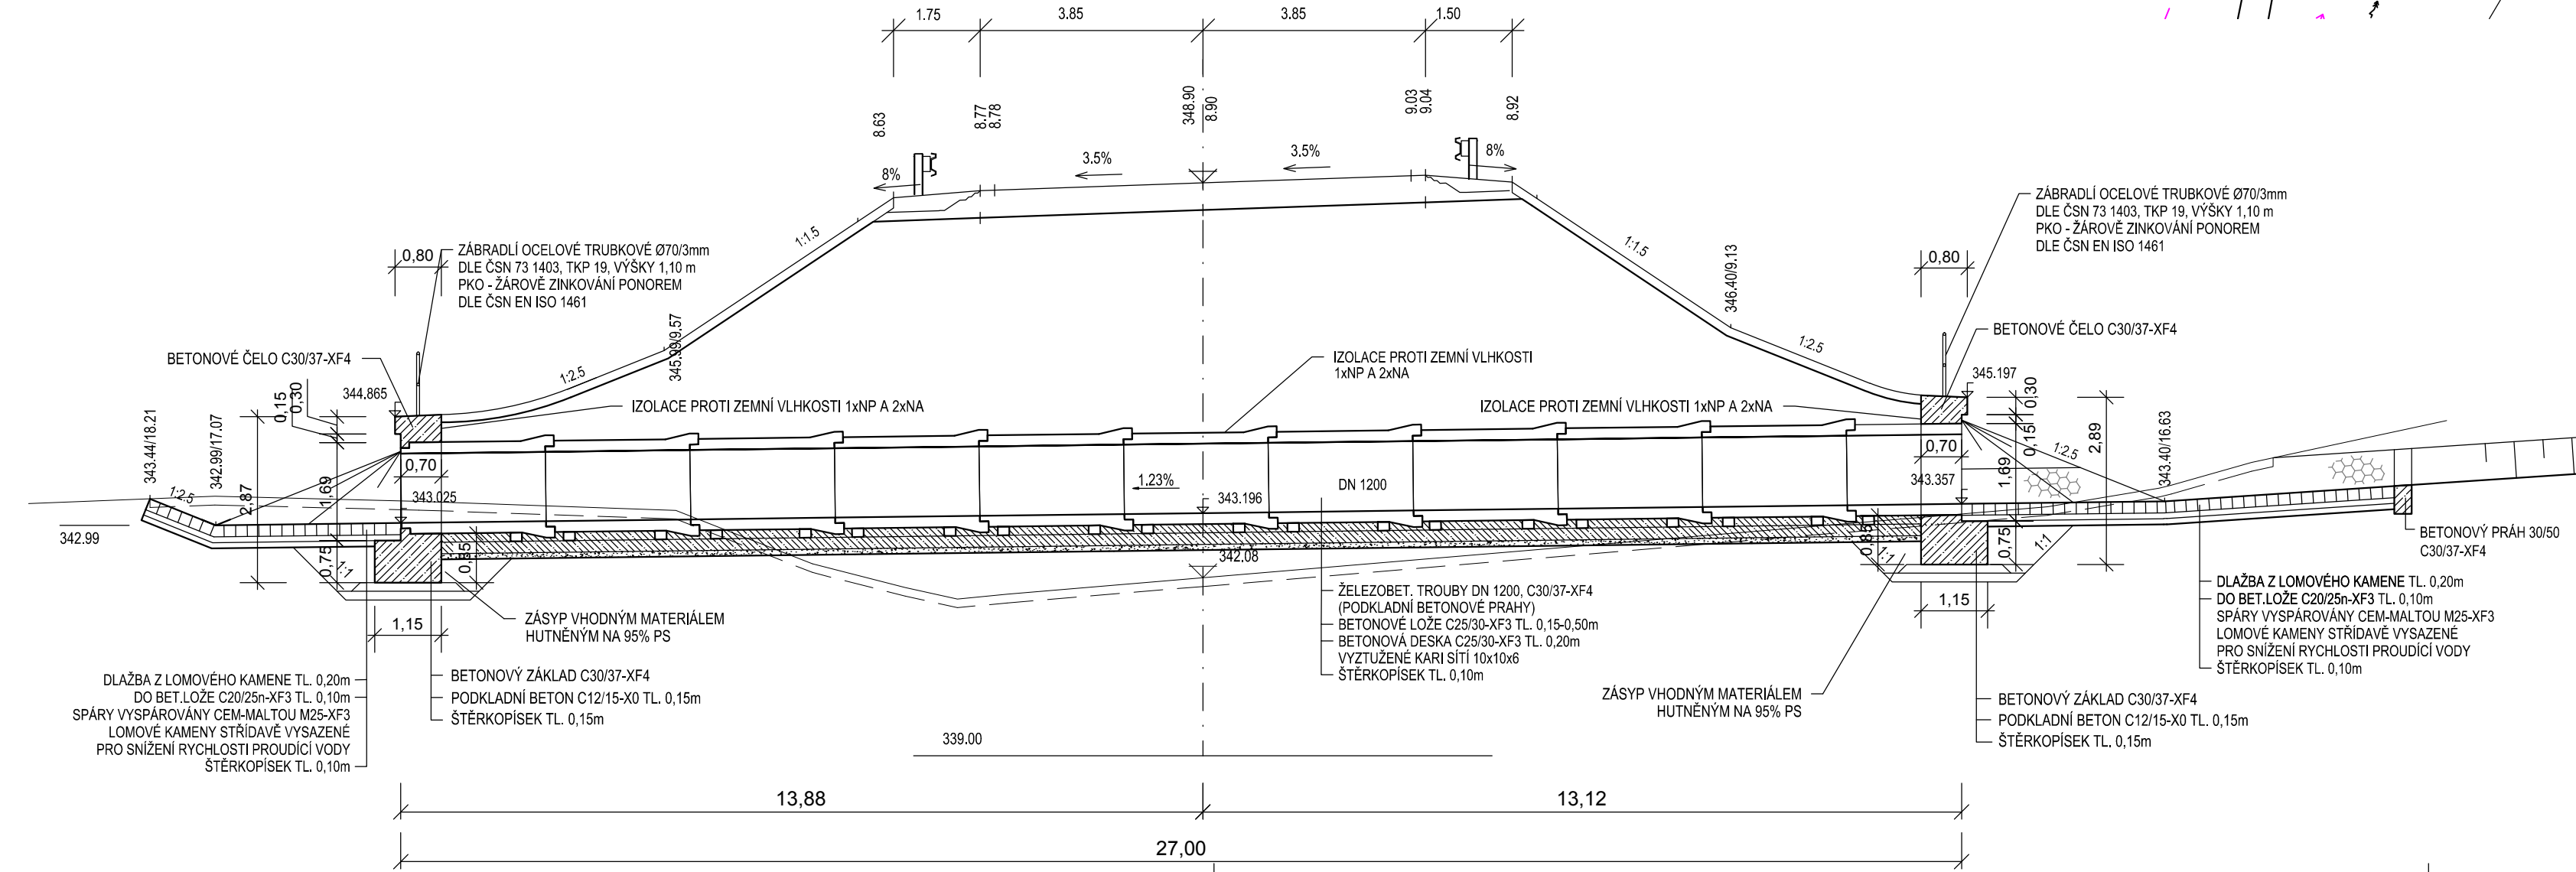 1.75
3.85
3.85
1.50
8.63
8.77
8.78
348.90
8.90
9.03
9.04
8.92
8%
3.5%
3.5%
8%
1:1.5
1:1.5
ZÁBRADLÍ OCELOVÉ TRUBKOVÉ Ø70/3mm
DLE ČSN 73 1403, TKP 19, VÝŠKY 1,10 m
PKO - ŽÁROVĚ ZINKOVÁNÍ PONOREM
DLE ČSN EN ISO 1461
ZÁBRADLÍ OCELOVÉ TRUBKOVÉ Ø70/3mm
DLE ČSN 73 1403, TKP 19, VÝŠKY 1,10 m
PKO - ŽÁROVĚ ZINKOVÁNÍ PONOREM
DLE ČSN EN ISO 1461
0,80
0,80
345.99/9.57
346.40/9.13
1:2.5
1:2.5
BETONOVÉ ČELO C30/37-XF4
BETONOVÉ ČELO C30/37-XF4
IZOLACE PROTI ZEMNÍ VLHKOSTI
1xNP A 2xNA
IZOLACE PROTI ZEMNÍ VLHKOSTI 1xNP A 2xNA
IZOLACE PROTI ZEMNÍ VLHKOSTI 1xNP A 2xNA
344.865
345.197
0,15
0,30
0,30
0,15
343.44/18.21
342.99/17.07
343.40/16.63
1:2.5
1:2.5
2,87
1,69
0,75
2,89
1,69
0,75
0,70
0,70
343.025
343.196
343.357
1.23%
DN 1200
342.99
342.08
0,55
0,85
1:1
1:1
1:1
1,15
1,15
BETONOVÝ PRÁH 30/50
C30/37-XF4
ZÁSYP VHODNÝM MATERIÁLEM
HUTNĚNÝM NA 95% PS
ŽELEZOBET. TROUBY DN 1200, C30/37-XF4
(PODKLADNÍ BETONOVÉ PRAHY)
BETONOVÉ LOŽE C25/30-XF3 TL. 0,15-0,50m
BETONOVÁ DESKA C25/30-XF3 TL. 0,20m
VYZTUŽENÉ KARI SÍTÍ 10x10x6
ŠTĚRKOPÍSEK TL. 0,10m
DLAŽBA Z LOMOVÉHO KAMENE TL. 0,20m
DO BET.LOŽE C20/25n-XF3 TL. 0,10m
SPÁRY VYSPÁROVÁNY CEM-MALTOU M25-XF3
LOMOVÉ KAMENY STŘÍDAVĚ VYSAZENÉ
PRO SNÍŽENÍ RYCHLOSTI PROUDÍCÍ VODY
ŠTĚRKOPÍSEK TL. 0,10m
DLAŽBA Z LOMOVÉHO KAMENE TL. 0,20m
DO BET.LOŽE C20/25n-XF3 TL. 0,10m
SPÁRY VYSPÁROVÁNY CEM-MALTOU M25-XF3
LOMOVÉ KAMENY STŘÍDAVĚ VYSAZENÉ
PRO SNÍŽENÍ RYCHLOSTI PROUDÍCÍ VODY
ŠTĚRKOPÍSEK TL. 0,10m
BETONOVÝ ZÁKLAD C30/37-XF4
PODKLADNÍ BETON C12/15-X0 TL. 0,15m
ŠTĚRKOPÍSEK TL. 0,15m
ZÁSYP VHODNÝM MATERIÁLEM
HUTNĚNÝM NA 95% PS
BETONOVÝ ZÁKLAD C30/37-XF4
PODKLADNÍ BETON C12/15-X0 TL. 0,15m
ŠTĚRKOPÍSEK TL. 0,15m
339.00
13,88
13,12
27,00